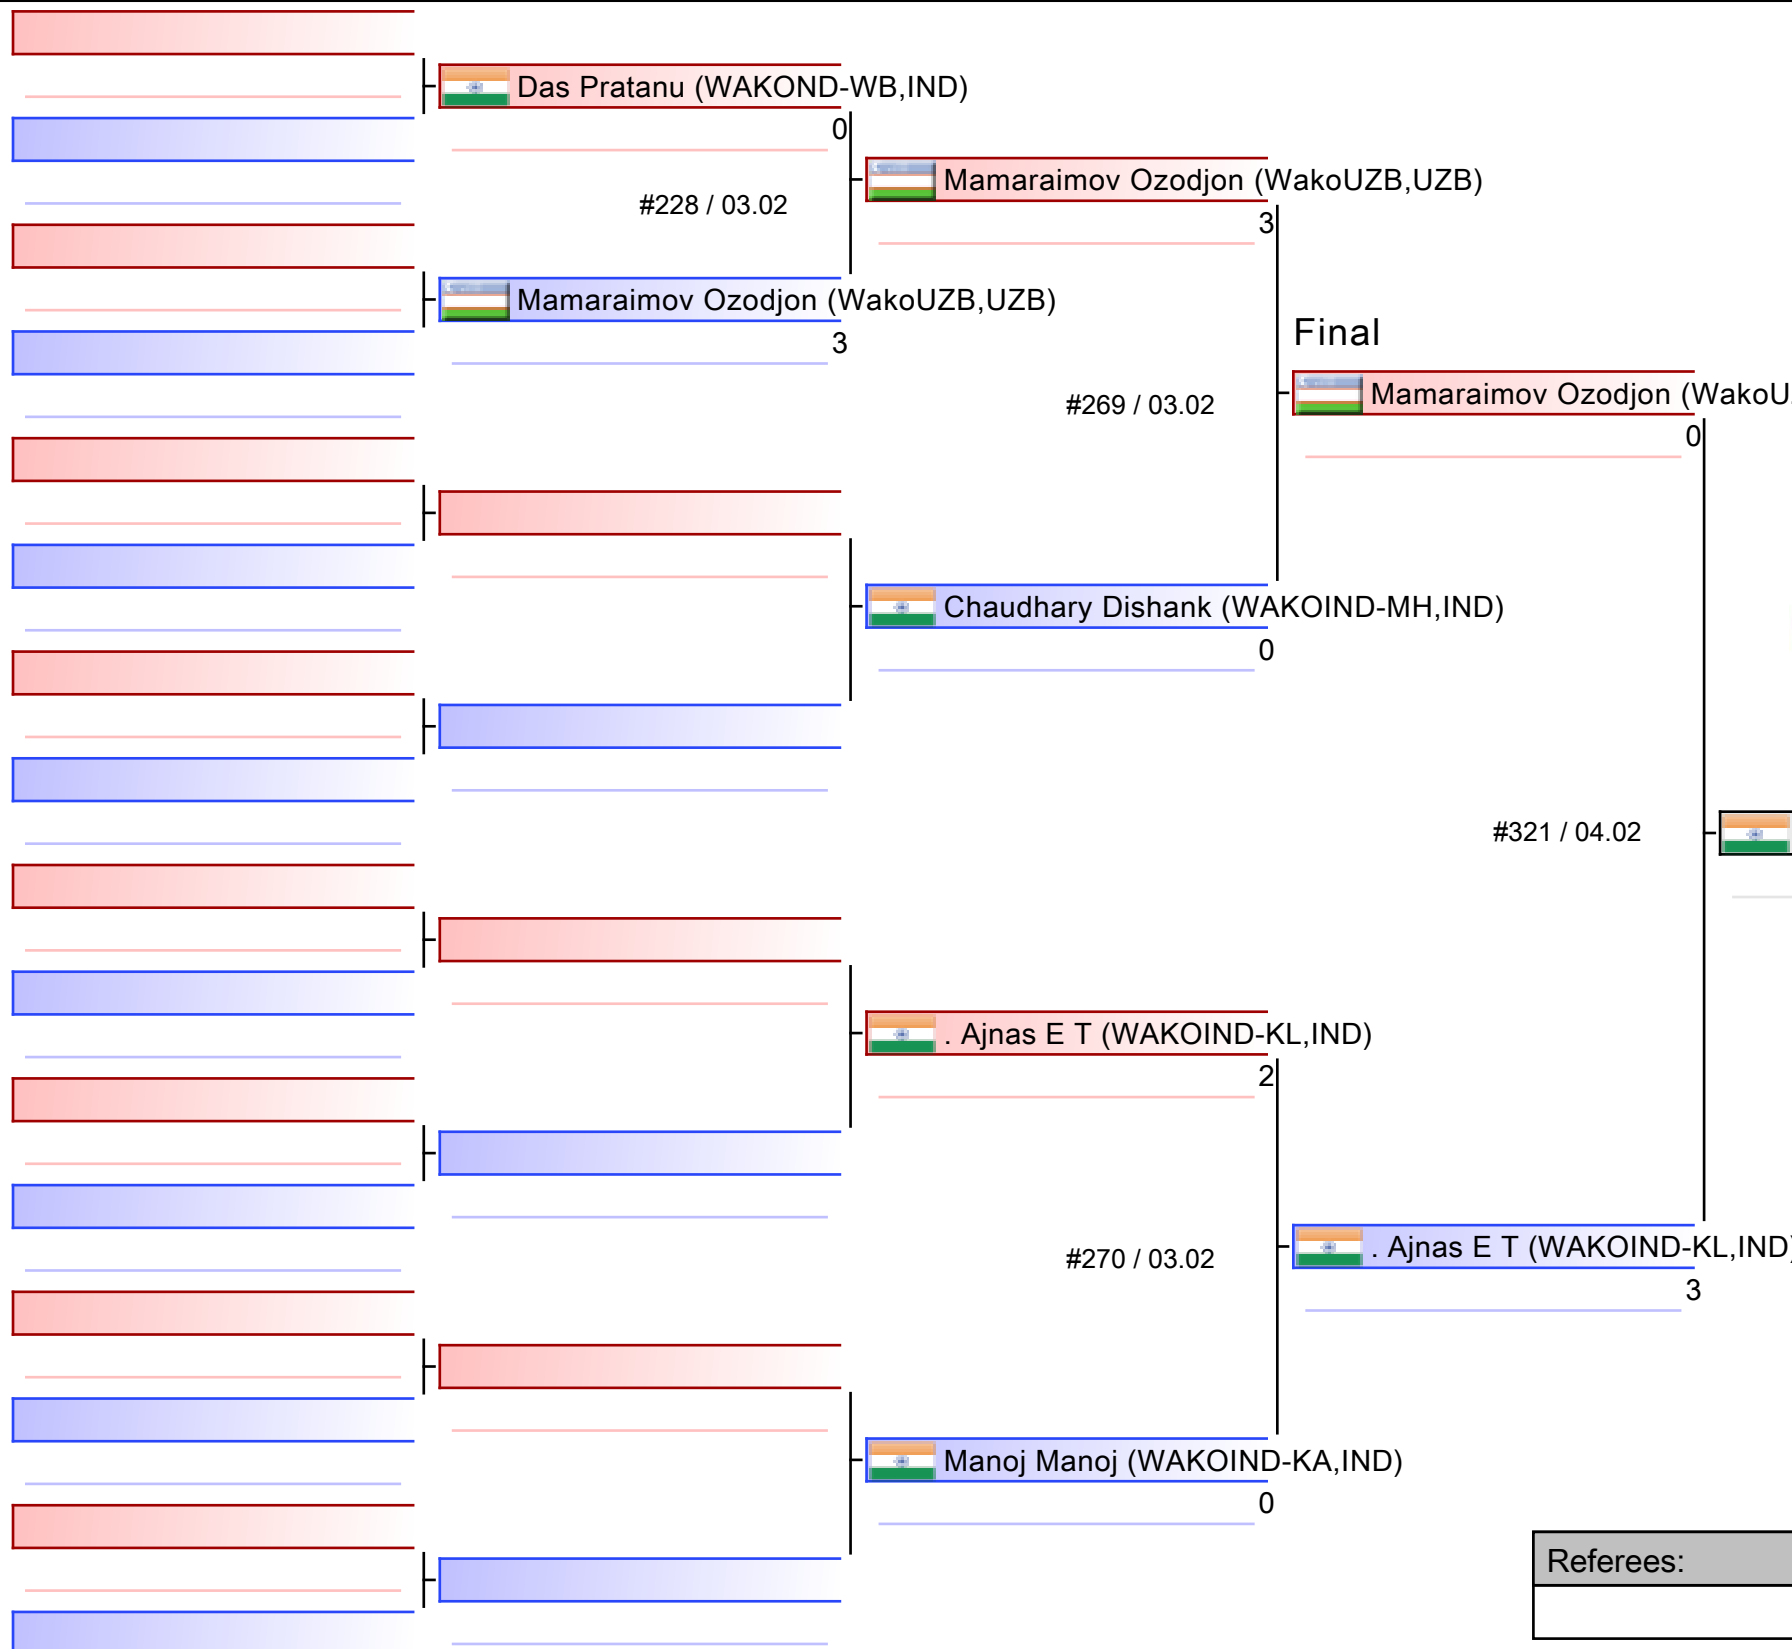 Das Pratanu (WAKOND-WB,IND)
0
#228 / 03.02
Mamaraimov Ozodjon (WakoUZB,UZB)
3
Mamaraimov Ozodjon (WakoUZB,UZB)
3
#269 / 03.02
Chaudhary Dishank (WAKOIND-MH,IND)
0
Final
Mamaraimov Ozodjon (WakoU
0
#321 / 04.02
. Ajnas E T (WAKOIND-KL,IND)
2
#270 / 03.02
Manoj Manoj (WAKOIND-KA,IND)
0
. Ajnas E T (WAKOIND-KL,IND)
3
Referees: